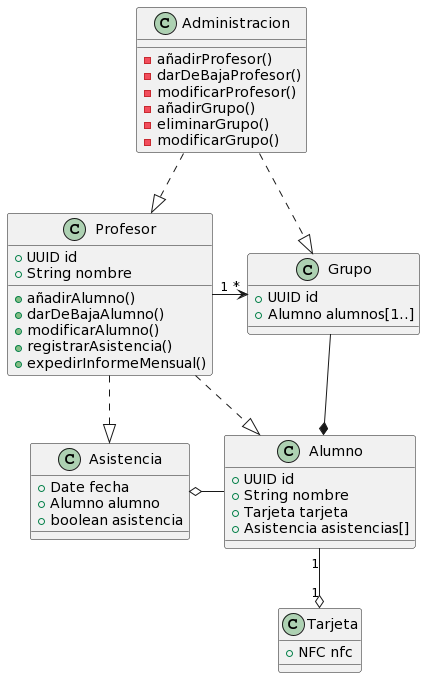 C Administracion
añadirProfesor()
darDeBajaProfesor()
modificarProfesor()
añadirGrupo()
eliminarGrupo()
modificarGrupo()
C Profesor
UUID id
String nombre
añadirAlumno()
darDeBajaAlumno()
modificarAlumno()
registrarAsistencia()
expedirInformeMensual()
1 *
C Grupo
UUID id
Alumno alumnos[1..]
C Asistencia
Date fecha
Alumno alumno
boolean asistencia
C Alumno
UUID id
String nombre
Tarjeta tarjeta
Asistencia asistencias[]
1
1
C Tarjeta
NFC nfc